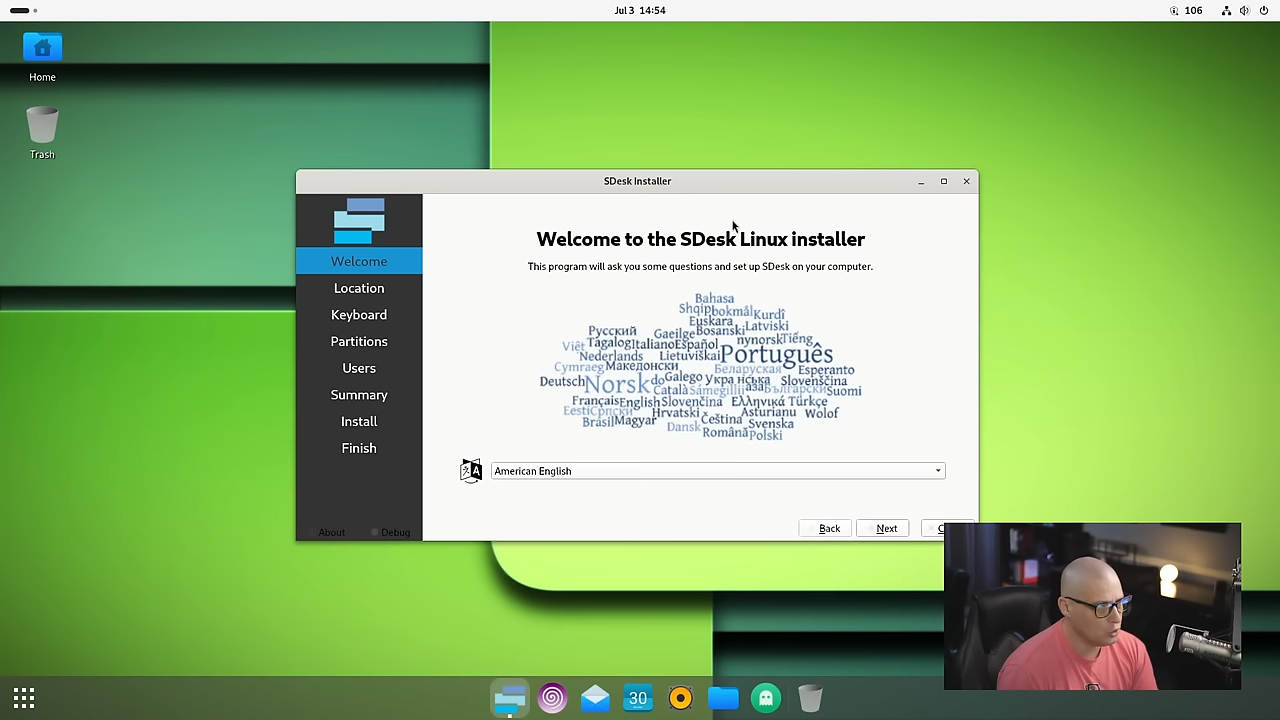 Jul 3 14:54
106
Home
Trash
SDesk Installer
Welcome
Location
Keyboard
Partitions
Users
Summary
Install
Finish
About
Debug
Welcome to the SDesk Linux installer
This program will ask you some questions and set up SDesk on your computer.
Bahasa
Shqip bokmål Kurdî
Euskara
Русский Gaeilge Bosanski Latviski
Việt Tagalog Italiano Español nynorsk Tiếng
Nederlands Lietuviškai Português
Cymraeg Македонски Беларуская Esperanto
Deutsch Norsk Galego Slovenščina
Català Sámegillii Български Suomi
Français English Slovenčina Ελληνικά Türkçe
Eesti Српски Hrvatski Asturianu Wolof
Brasil Magyar Dansk Čeština Svenska
Română Polski
American English
Back
Next
30